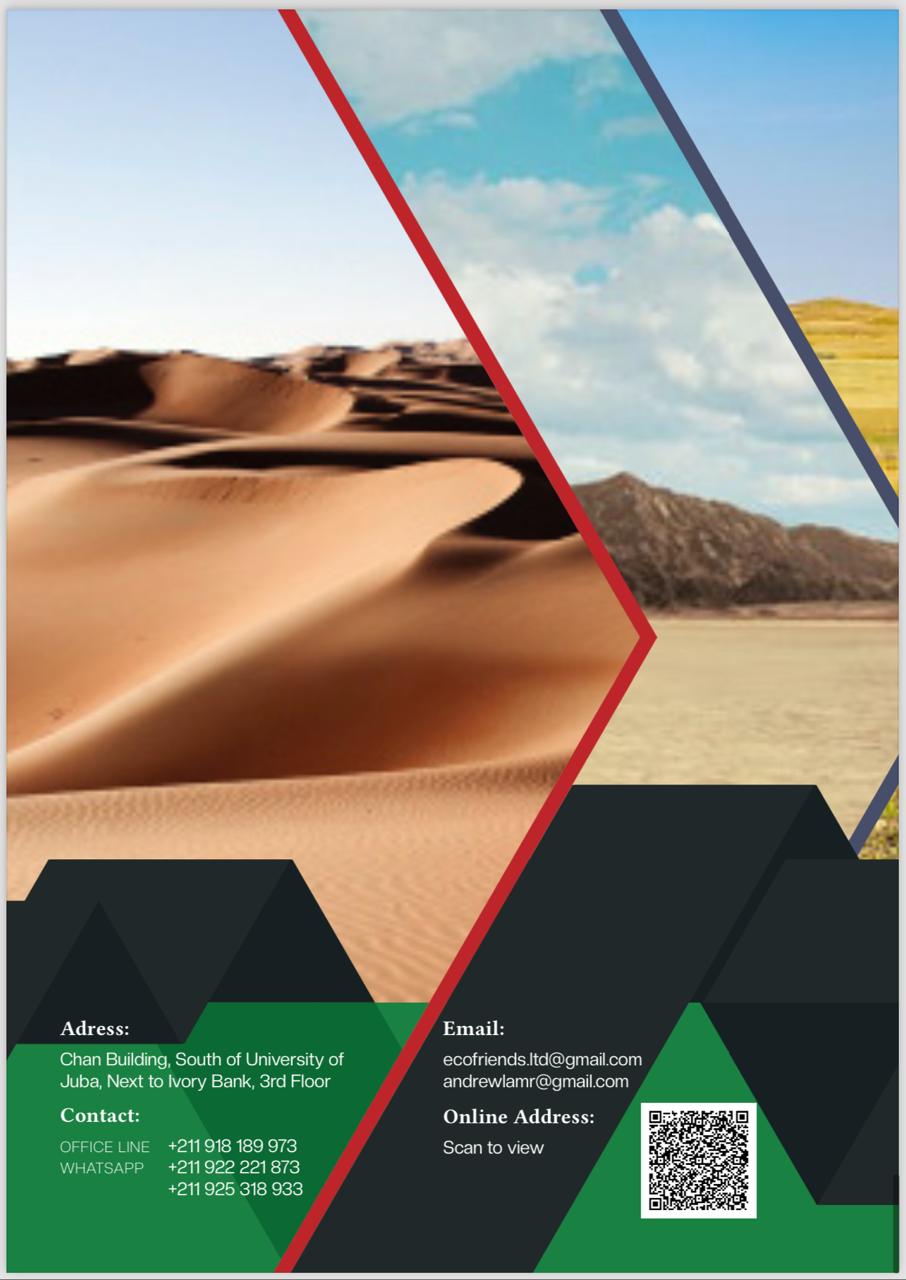 Adress:
Chan Building, South of University of
Juba, Next to Ivory Bank, 3rd Floor
Contact:
OFFICE LINE +211 918 189 973
WHATSAPP +211 922 221 873
+211 925 318 933
Email:
ecofriends.ltd@gmail.com
andrewlamr@gmail.com
Online Address:
Scan to view